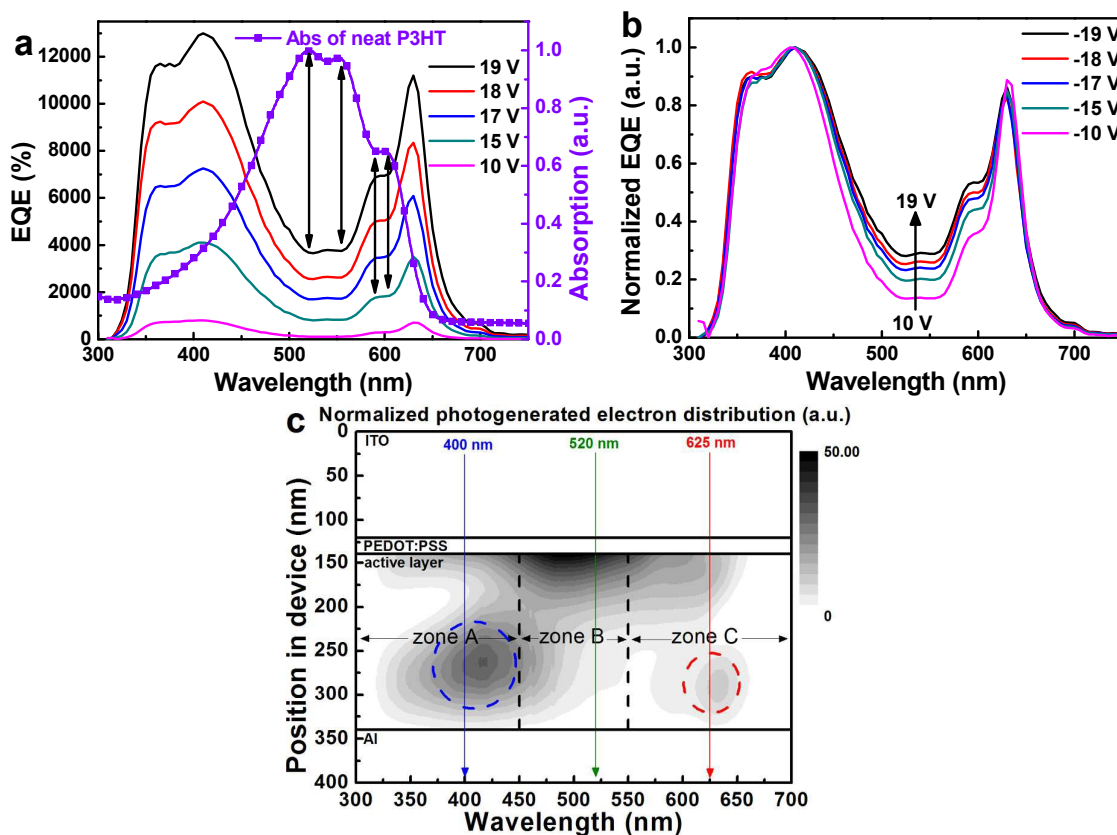 a
Abs of neat P3HT
19 V
18 V
17 V
15 V
10 V
EQE (%)
12000
10000
8000
6000
4000
2000
0
1.0
0.8
0.6
0.4
0.2
0.0
Absorption (a.u.)
300 400 500 600 700
Wavelength (nm)
b
-19 V
-18 V
-17 V
-15 V
-10 V
19 V
10 V
Normalized EQE (a.u.)
1.0
0.8
0.6
0.4
0.2
0.0
300 400 500 600 700
Wavelength (nm)
c
Normalized photogenerated electron distribution (a.u.)
ITO
400 nm
520 nm
625 nm
PEDOT:PSS
active layer
zone A
zone B
zone C
Al
Position in device (nm)
0
50
100
150
200
250
300
350
400
300 350 400 450 500 550 600 650 700
Wavelength (nm)
50.00
0